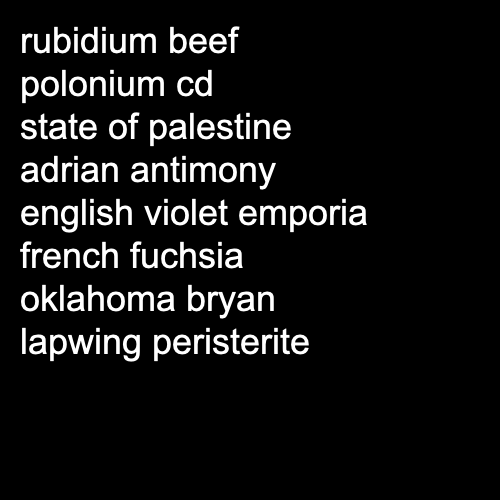 rubidium beef
polonium cd
state of palestine
adrian antimony
english violet emporia
french fuchsia
oklahoma bryan
lapwing peristerite